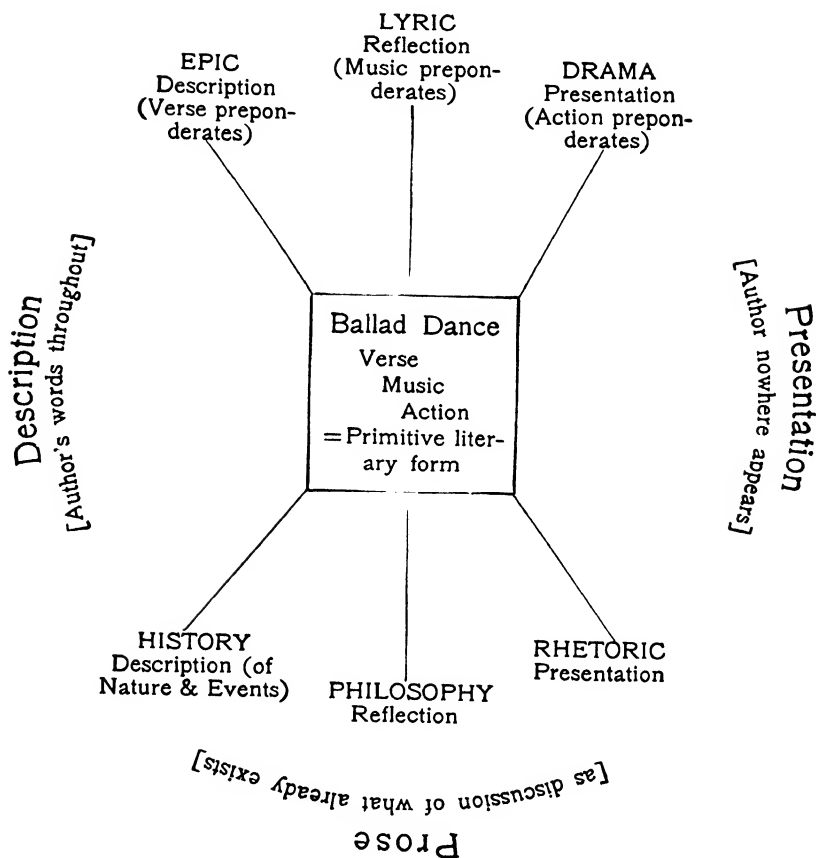 LYRIC
Reflection
(Music prepon-
derates)
EPIC
Description
(Verse prepon-
derates)
DRAMA
Presentation
(Action prepon-
derates)
Description
[Author's words throughout]
Presentation
[Author nowhere appears]
Ballad Dance
Verse
Music
Action
=Primitive liter-
ary form
HISTORY
Description (of
Nature & Events)
PHILOSOPHY
Reflection
RHETORIC
Presentation
[as discussion of what already exists]
Prose